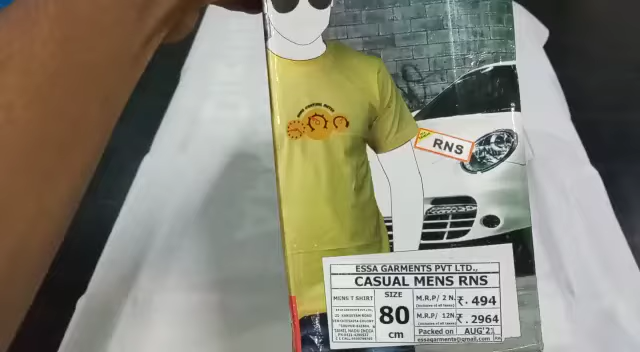 RNS
ESSA GARMENTS PVT LTD.,
CASUAL MENS RNS
MENS T SHIRT
SIZE
80
cm
M.R.P/ 2 N.
₹. 494
M.R.P/ 12N.
₹. 2964
Packed on AUG'21
essagarments@gmail.com